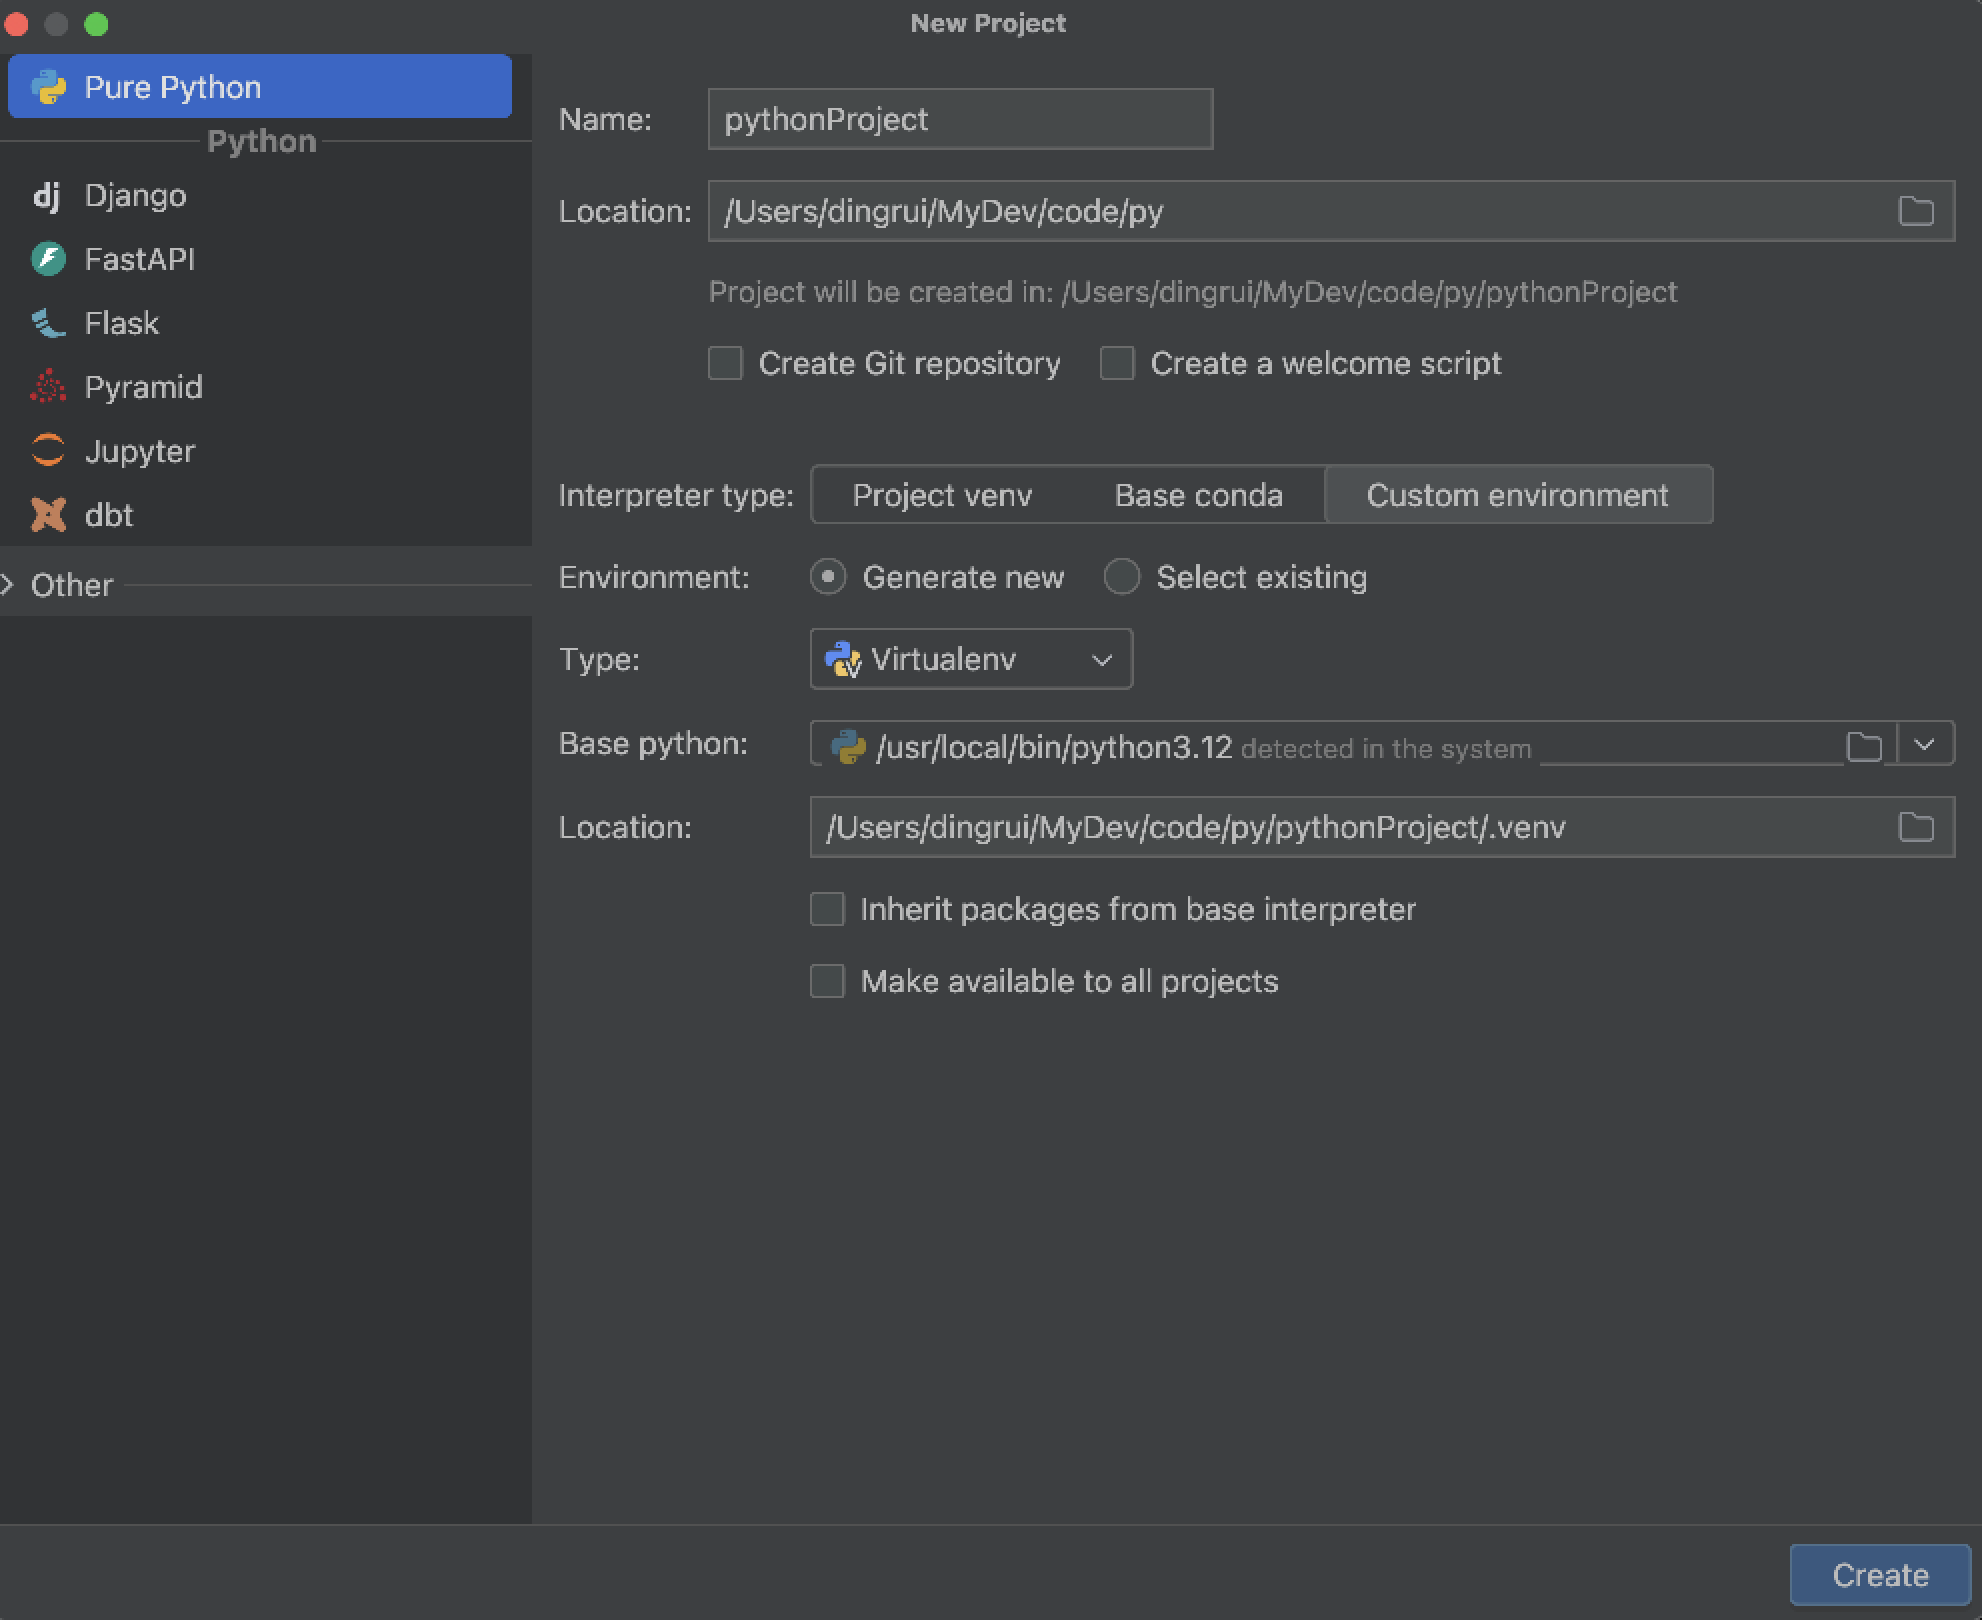 New Project
Pure Python
Python
Django
FastAPI
Flask
Pyramid
Jupyter
dbt
Other
Name: pythonProject
Location: /Users/dingrui/MyDev/code/py
Project will be created in: /Users/dingrui/MyDev/code/py/pythonProject
Create Git repository Create a welcome script
Interpreter type: Project venv Base conda Custom environment
Environment: Generate new Select existing
Type: Virtualenv
Base python: /usr/local/bin/python3.12 detected in the system
Location: /Users/dingrui/MyDev/code/py/pythonProject/.venv
Inherit packages from base interpreter
Make available to all projects
Create